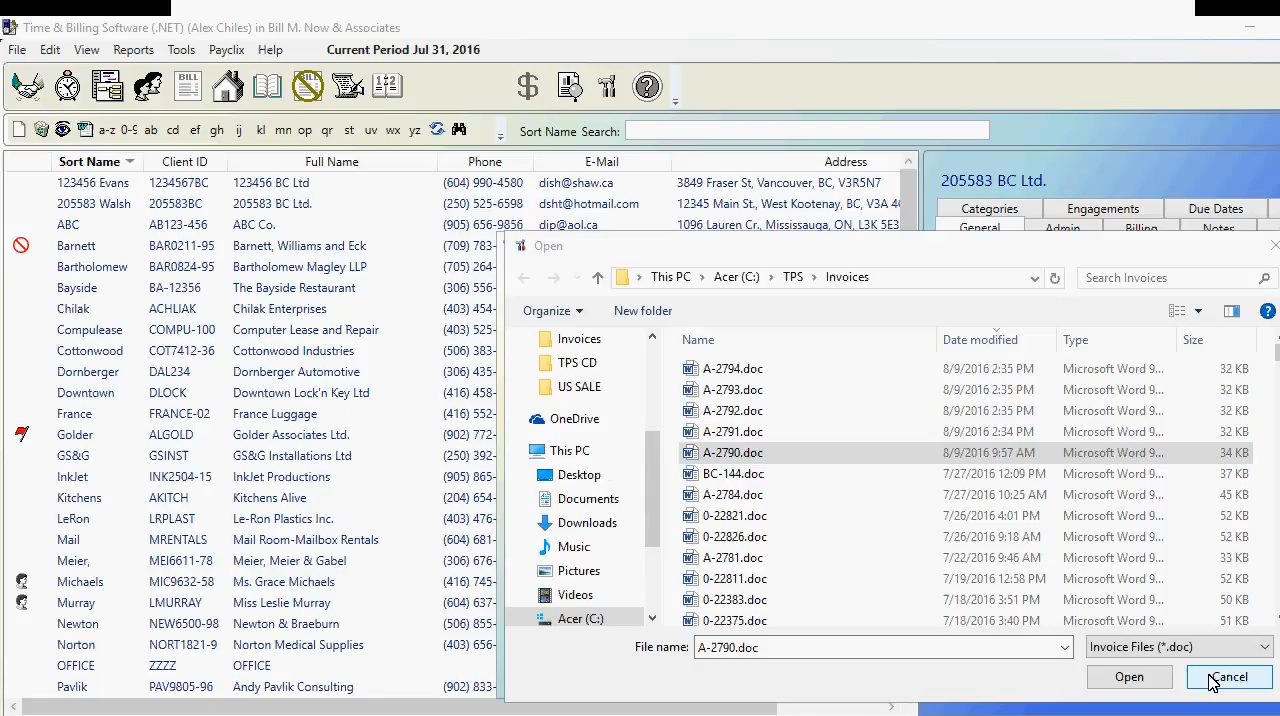 Time & Billing Software (.NET) (Alex Chiles) in Bill M. Now & Associates
File Edit View Reports Tools Payclix Help Current Period Jul 31, 2016
BILL
a-z 0-9 ab cd ef gh ij kl mn op qr st uv wx yz Sort Name Search:
Sort Name Client ID Full Name Phone E-Mail Address
123456 Evans 1234567BC 123456 BC Ltd (604) 990-4580 dish@shaw.ca 3849 Fraser St, Vancouver, BC, V3R5N7
205583 Walsh 205583BC 205583 BC Ltd. (250) 525-6598 dsht@hotmail.com 12345 Main St., West Kootenay, BC, V3A 4
ABC AB123-456 ABC Co. (905) 656-9856 dip@aol.ca 1096 Lauren Cr., Mississauga, ON, L3K 5E3
Barnett BAR0211-95 Barnett, Williams and Eck (709) 783-
Bartholomew BAR0824-95 Bartholomew Magley LLP (705) 264-
Bayside BA-12356 The Bayside Restaurant (306) 556-
Chilak ACHLIAK Chilak Enterprises (403) 454-
Compulease COMPU-100 Computer Lease and Repair (403) 525-
Cottonwood COT7412-36 Cottonwood Industries (506) 383-
Dornberger DAL234 Dornberger Automotive (306) 435-
Downtown DLOCK Downtown Lock'n Key Ltd (416) 458-
France FRANCE-02 France Luggage (416) 552-
Golder ALGOLD Golder Associates Ltd. (902) 772-
GS&G GSINST GS&G Installations Ltd (250) 392-
InkJet INK2504-15 InkJet Productions (905) 865-
Kitchens AKITCH Kitchens Alive (204) 654-
LeRon LRPLAST Le-Ron Plastics Inc. (403) 476-
Mail MRENTALS Mail Room-Mailbox Rentals (604) 681-
Meier, MEI6611-78 Meier, Meier & Gabel (306) 676-
Michaels MIC9632-58 Ms. Grace Michaels (416) 745-
Murray LMURRAY Miss Leslie Murray (604) 637-
Newton NEW6500-98 Newton & Braeburn (506) 855-
Norton NORT1821-9 Norton Medical Supplies (403) 656-
OFFICE ZZZZ OFFICE
Pavlik PAV9805-96 Andy Pavlik Consulting (902) 833-
205583 BC Ltd.
Categories Engagements Due Dates
General Admin Billing Notes
Open
This PC Acer (C:) TPS Invoices Search Invoices
Organize New folder
Invoices
TPS CD
US SALE
OneDrive
This PC
Desktop
Documents
Downloads
Music
Pictures
Videos
Acer (C:)
Name Date modified Type Size
A-2794.doc 8/9/2016 2:35 PM Microsoft Word 9... 32 KB
A-2793.doc 8/9/2016 2:35 PM Microsoft Word 9... 32 KB
A-2792.doc 8/9/2016 2:35 PM Microsoft Word 9... 32 KB
A-2791.doc 8/9/2016 2:34 PM Microsoft Word 9... 32 KB
A-2790.doc 8/9/2016 9:57 AM Microsoft Word 9... 34 KB
BC-144.doc 7/27/2016 12:09 PM Microsoft Word 9... 37 KB
A-2784.doc 7/27/2016 10:25 AM Microsoft Word 9... 45 KB
0-22821.doc 7/26/2016 4:01 PM Microsoft Word 9... 52 KB
0-22826.doc 7/26/2016 9:18 AM Microsoft Word 9... 52 KB
A-2781.doc 7/22/2016 9:46 AM Microsoft Word 9... 33 KB
0-22811.doc 7/19/2016 12:58 PM Microsoft Word 9... 52 KB
0-22383.doc 7/18/2016 3:51 PM Microsoft Word 9... 50 KB
0-22375.doc 7/18/2016 3:40 PM Microsoft Word 9... 51 KB
File name: A-2790.doc Invoice Files (*.doc)
Open Cancel